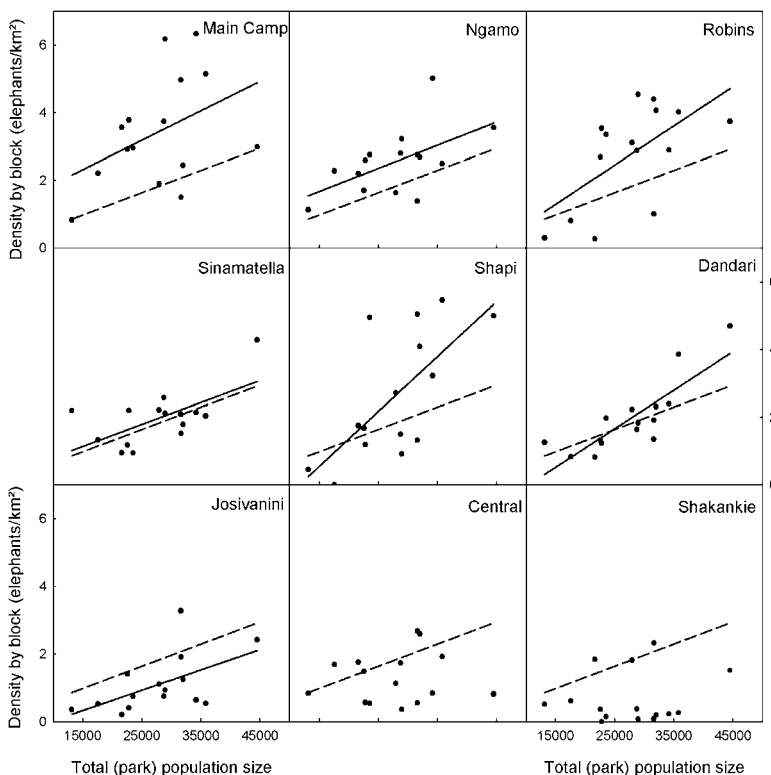 Main Camp
Ngamo
Robins
Density by block (elephants/km²)
6
4
2
0
Sinamatella
Shapi
Dandari
Josivanini
Central
Shakankie
Density by block (elephants/km²)
6
4
2
0
15000 25000 35000 45000
15000 25000 35000 45000
Total (park) population size
Total (park) population size